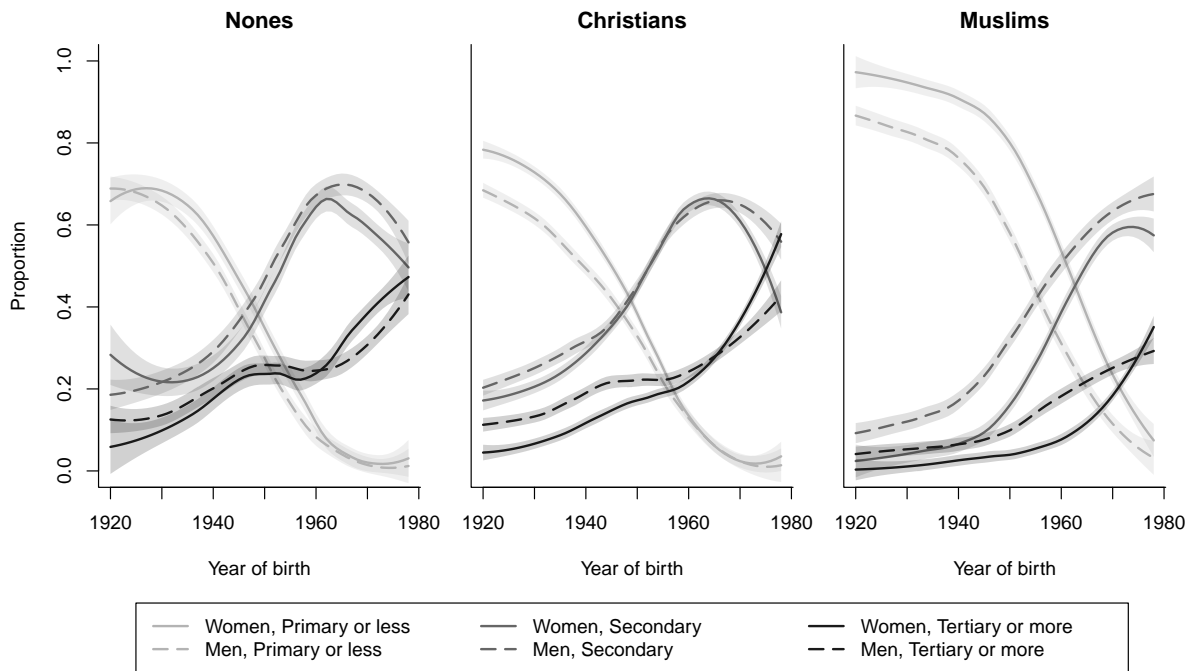 Nones Christians Muslims
Proportion
1.0
0.8
0.6
0.4
0.2
0.0
1920 1940 1960 1980 1920 1940 1960 1980 1920 1940 1960 1980
Year of birth Year of birth Year of birth
Women, Primary or less Women, Secondary Women, Tertiary or more
Men, Primary or less Men, Secondary Men, Tertiary or more